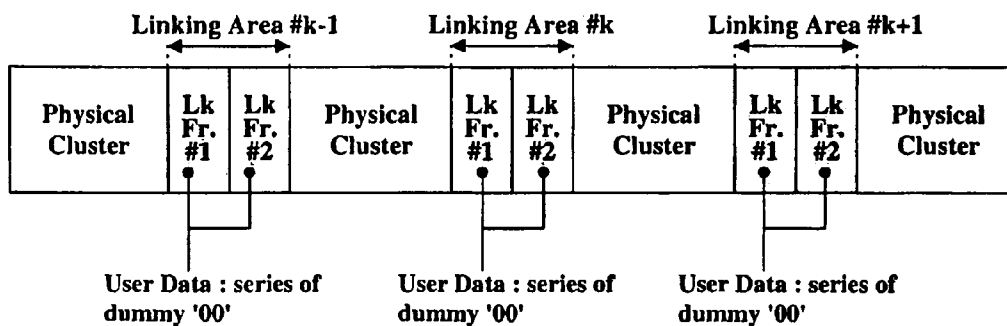 Linking Area #k-1 Linking Area #k Linking Area #k+1
Physical Cluster
Lk Fr. #1
Lk Fr. #2
Physical Cluster
Lk Fr. #1
Lk Fr. #2
Physical Cluster
Lk Fr. #1
Lk Fr. #2
Physical Cluster
User Data : series of
dummy '00'
User Data : series of
dummy '00'
User Data : series of
dummy '00'